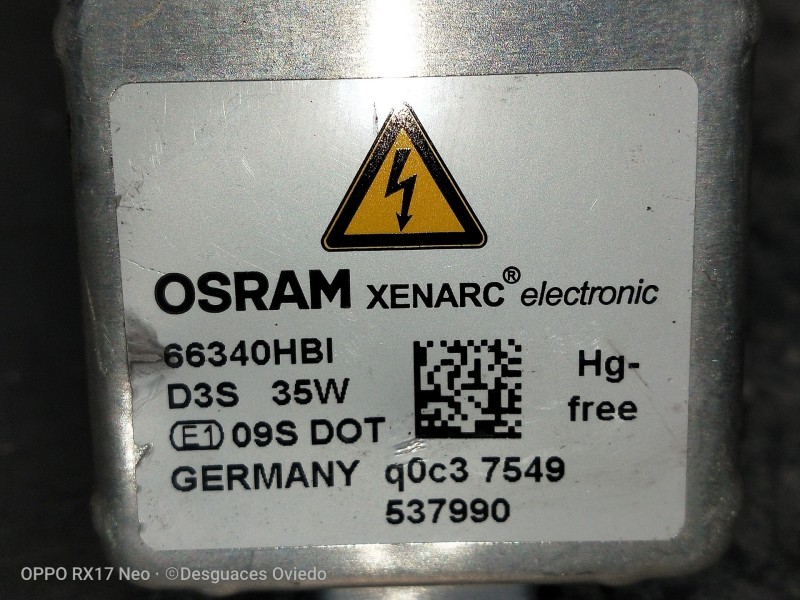 OSRAM XENARC® electronic
66340HBI
D3S 35W
Hg-
free
E1 09S DOT
GERMANY q0c3 7549
537990
OPPO RX17 Neo · ©Desguaces Oviedo